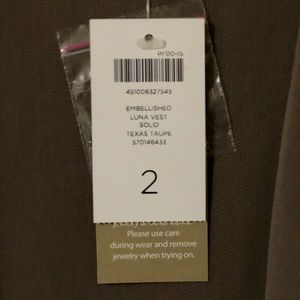 PF00-15
451006327545
EMBELLISHED
LUNA VEST
SOLID
TEXAS TAUPE
570146433
2
Please use care
during wear and remove
jewelry when trying on.